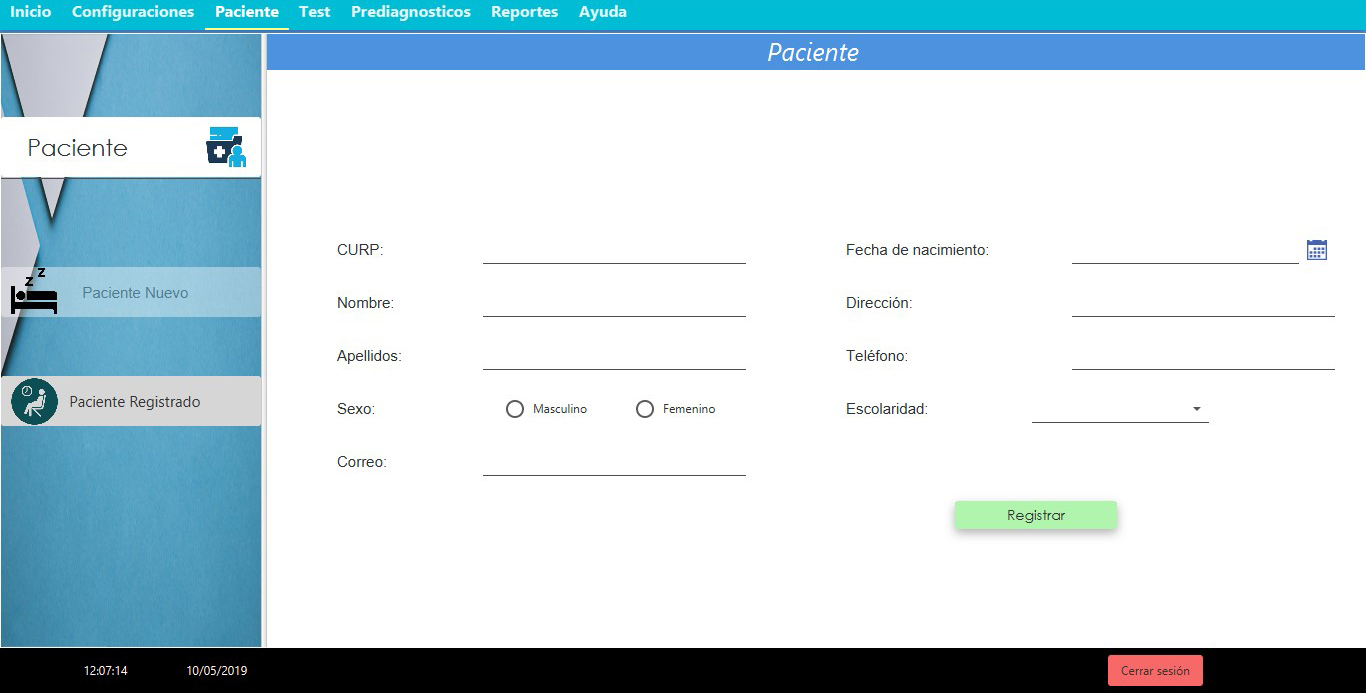 Inicio Configuraciones Paciente Test Prediagnosticos Reportes Ayuda
Paciente
Paciente
z
z
Paciente Nuevo
Paciente Registrado
CURP:
Nombre:
Apellidos:
Sexo: Masculino Femenino
Correo:
Fecha de nacimiento:
Dirección:
Teléfono:
Escolaridad:
Registrar
12:07:14 10/05/2019 Cerrar sesión